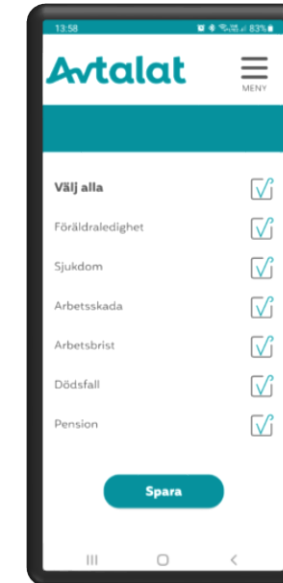 13:58
83%
Avtalat
MENY
Välj alla
Föräldraledighet
Sjukdom
Arbetsskada
Arbetsbrist
Dödsfall
Pension
Spara